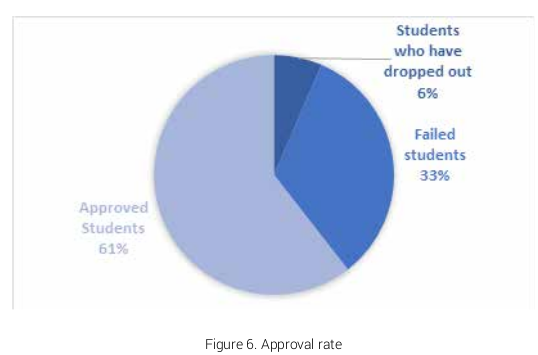 Students
who have
dropped out
6%
Failed
students
33%
Approved
Students
61%
Figure 6. Approval rate